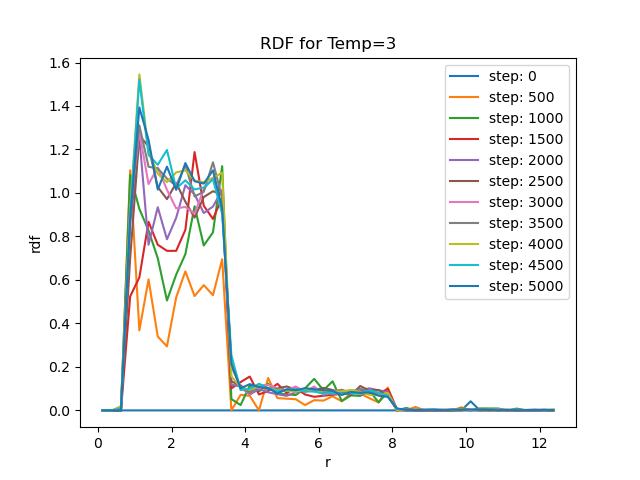 RDF for Temp=3
rdf
1.6
1.4
1.2
1.0
0.8
0.6
0.4
0.2
0.0
step: 0
step: 500
step: 1000
step: 1500
step: 2000
step: 2500
step: 3000
step: 3500
step: 4000
step: 4500
step: 5000
0 2 4 6 8 10 12
r